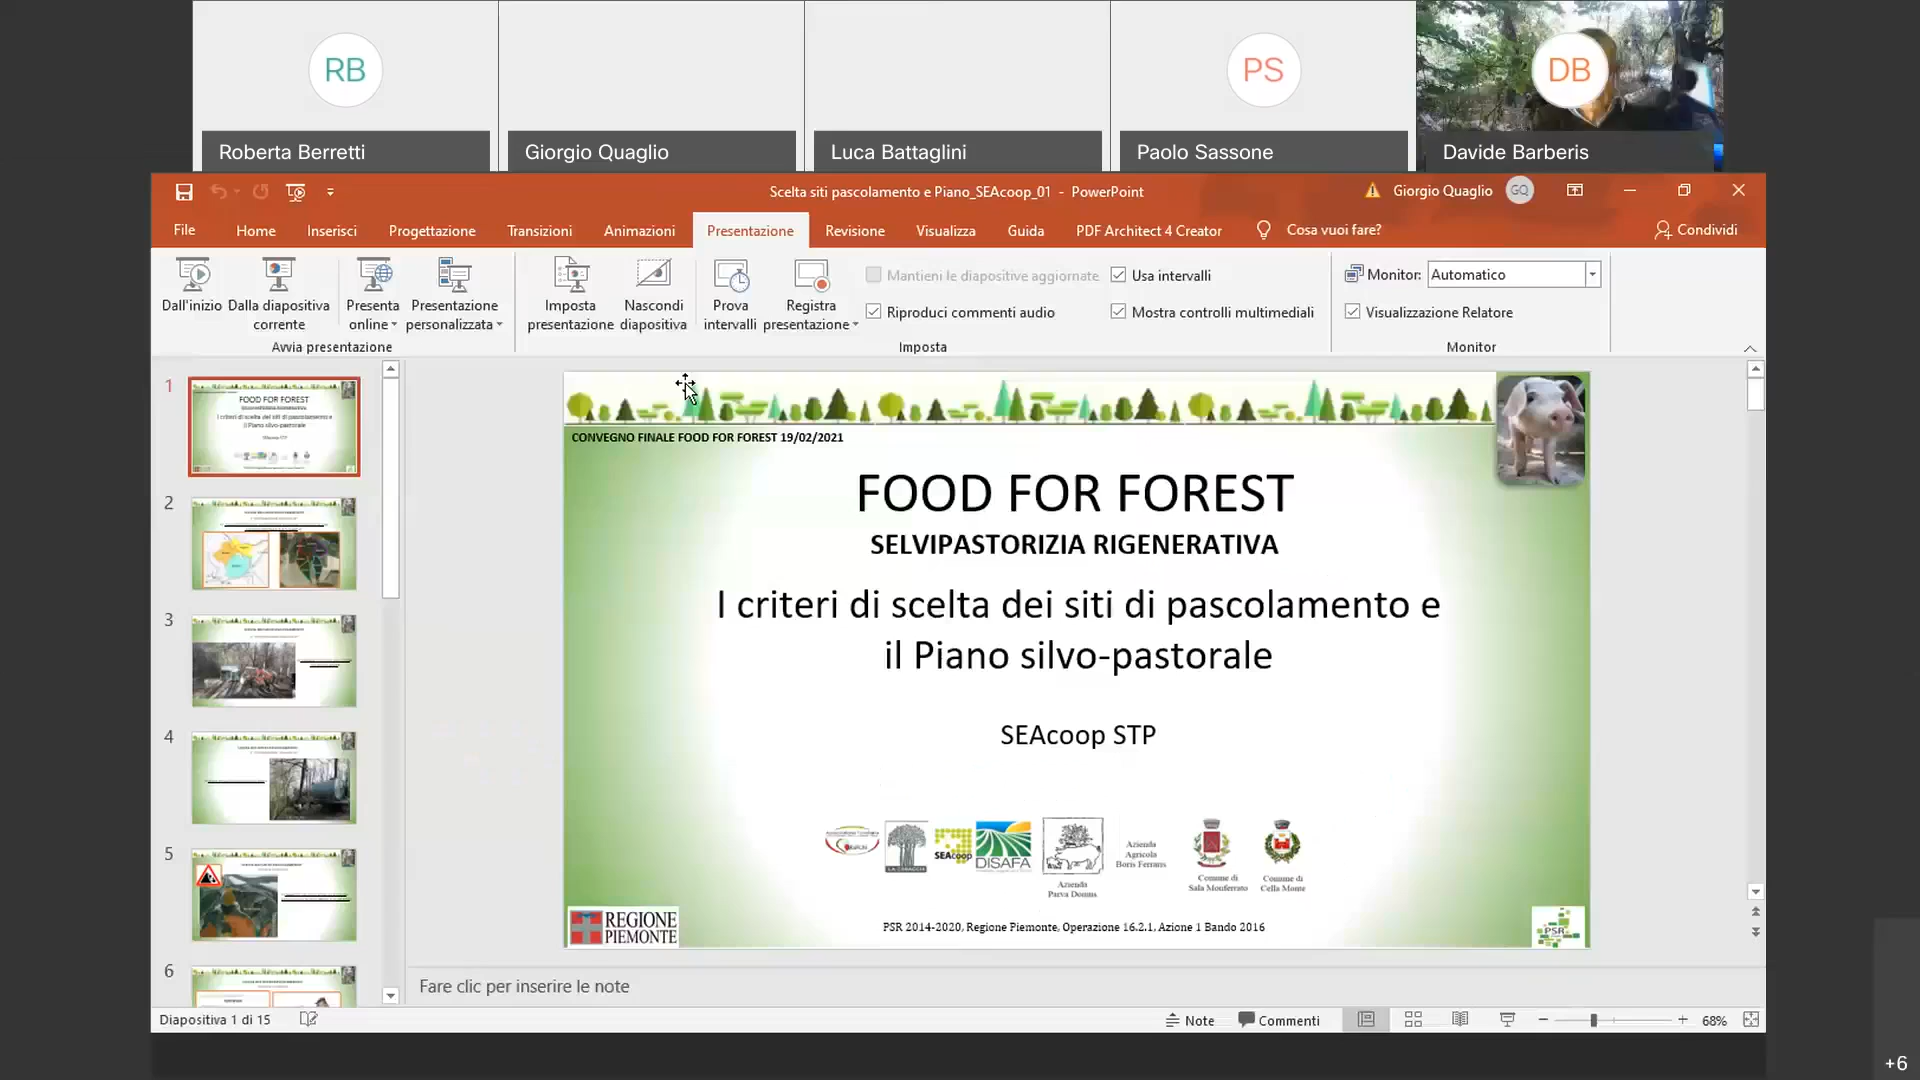 RB
PS
DB
Roberta Berretti
Giorgio Quaglio
Luca Battaglini
Paolo Sassone
Davide Barberis
Scelta siti pascolamento e Piano_SEAcoop_01 - PowerPoint
Giorgio Quaglio
GQ
File
Home
Inserisci
Progettazione
Transizioni
Animazioni
Presentazione
Revisione
Visualizza
Guida
PDF Architect 4 Creator
Cosa vuoi fare?
Condividi
Dall'inizio
Dalla diapositiva
corrente
Presenta
online
Presentazione
personalizzata
Imposta
presentazione
Nascondi
diapositiva
Prova
intervalli
Registra
presentazione
Mantieni le diapositive aggiornate
Usa intervalli
Riproduci commenti audio
Mostra controlli multimediali
Monitor:
Automatico
Visualizzazione Relatore
Avvia presentazione
Imposta
Monitor
1
FOOD FOR FOREST
I criteri di scelta dei siti di pascolamento e
il Piano silvo-pastorale
2
3
4
5
6
CONVEGNO FINALE FOOD FOR FOREST 19/02/2021
FOOD FOR FOREST
SELVIPASTORIZIA RIGENERATIVA
I criteri di scelta dei siti di pascolamento e
il Piano silvo-pastorale
SEAcoop STP
SEAcoop
DISAFA
Azienda
Parva Domus
Azienda
Agricola
Boris Ferraris
Comune di
Sala Monferrato
Comune di
Cella Monte
REGIONE
PIEMONTE
PSR 2014-2020, Regione Piemonte, Operazione 16.2.1, Azione 1 Bando 2016
PSR
Fare clic per inserire le note
Diapositiva 1 di 15
Note
Commenti
68%
+6